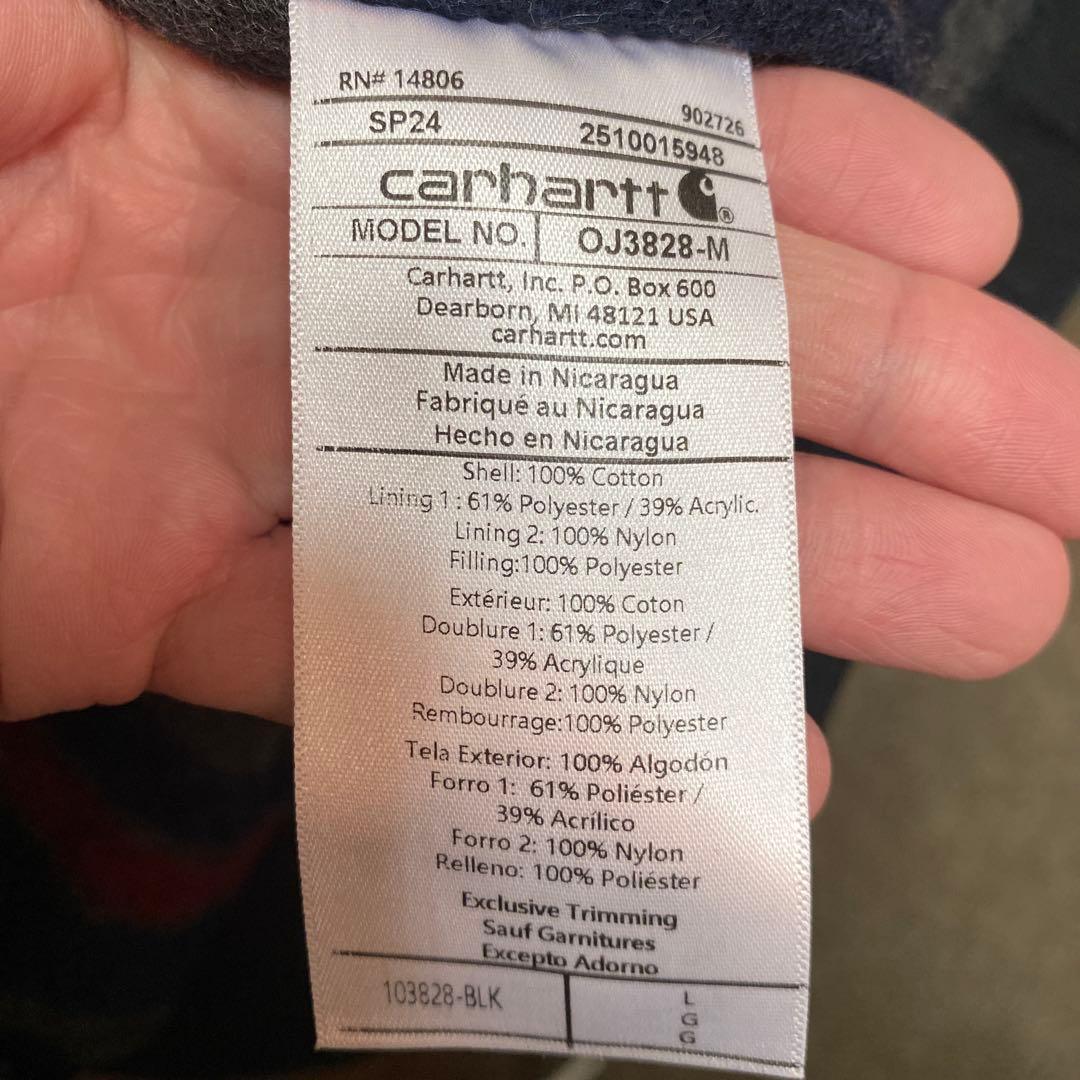 RN# 14806
902726
SP24 2510015948
carhartt ®
MODEL NO. OJ3828-M
Carhartt, Inc. P.O. Box 600
Dearborn, MI 48121 USA
carhartt.com
Made in Nicaragua
Fabriqué au Nicaragua
Hecho en Nicaragua
Shell: 100% Cotton
Lining 1 : 61% Polyester / 39% Acrylic.
Lining 2: 100% Nylon
Filling:100% Polyester
Extérieur: 100% Coton
Doublure 1: 61% Polyester /
39% Acrylique
Doublure 2: 100% Nylon
Rembourrage:100% Polyester
Tela Exterior: 100% Algodón
Forro 1: 61% Poliéster /
39% Acrílico
Forro 2: 100% Nylon
Relleno: 100% Poliéster
Exclusive Trimming
Sauf Garnitures
Excepto Adorno
103828-BLK
L
G
G